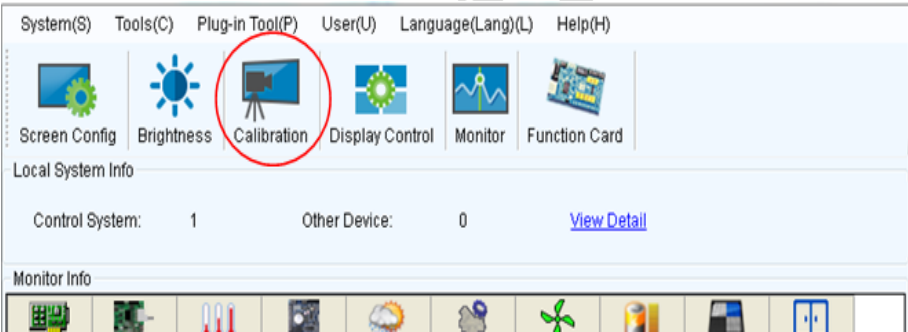 System(S) Tools(C) Plug-in Tool(P) User(U) Language(Lang)(L) Help(H)
Screen Config Brightness Calibration Display Control Monitor Function Card
Local System Info
Control System: 1 Other Device: 0 View Detail
Monitor Info